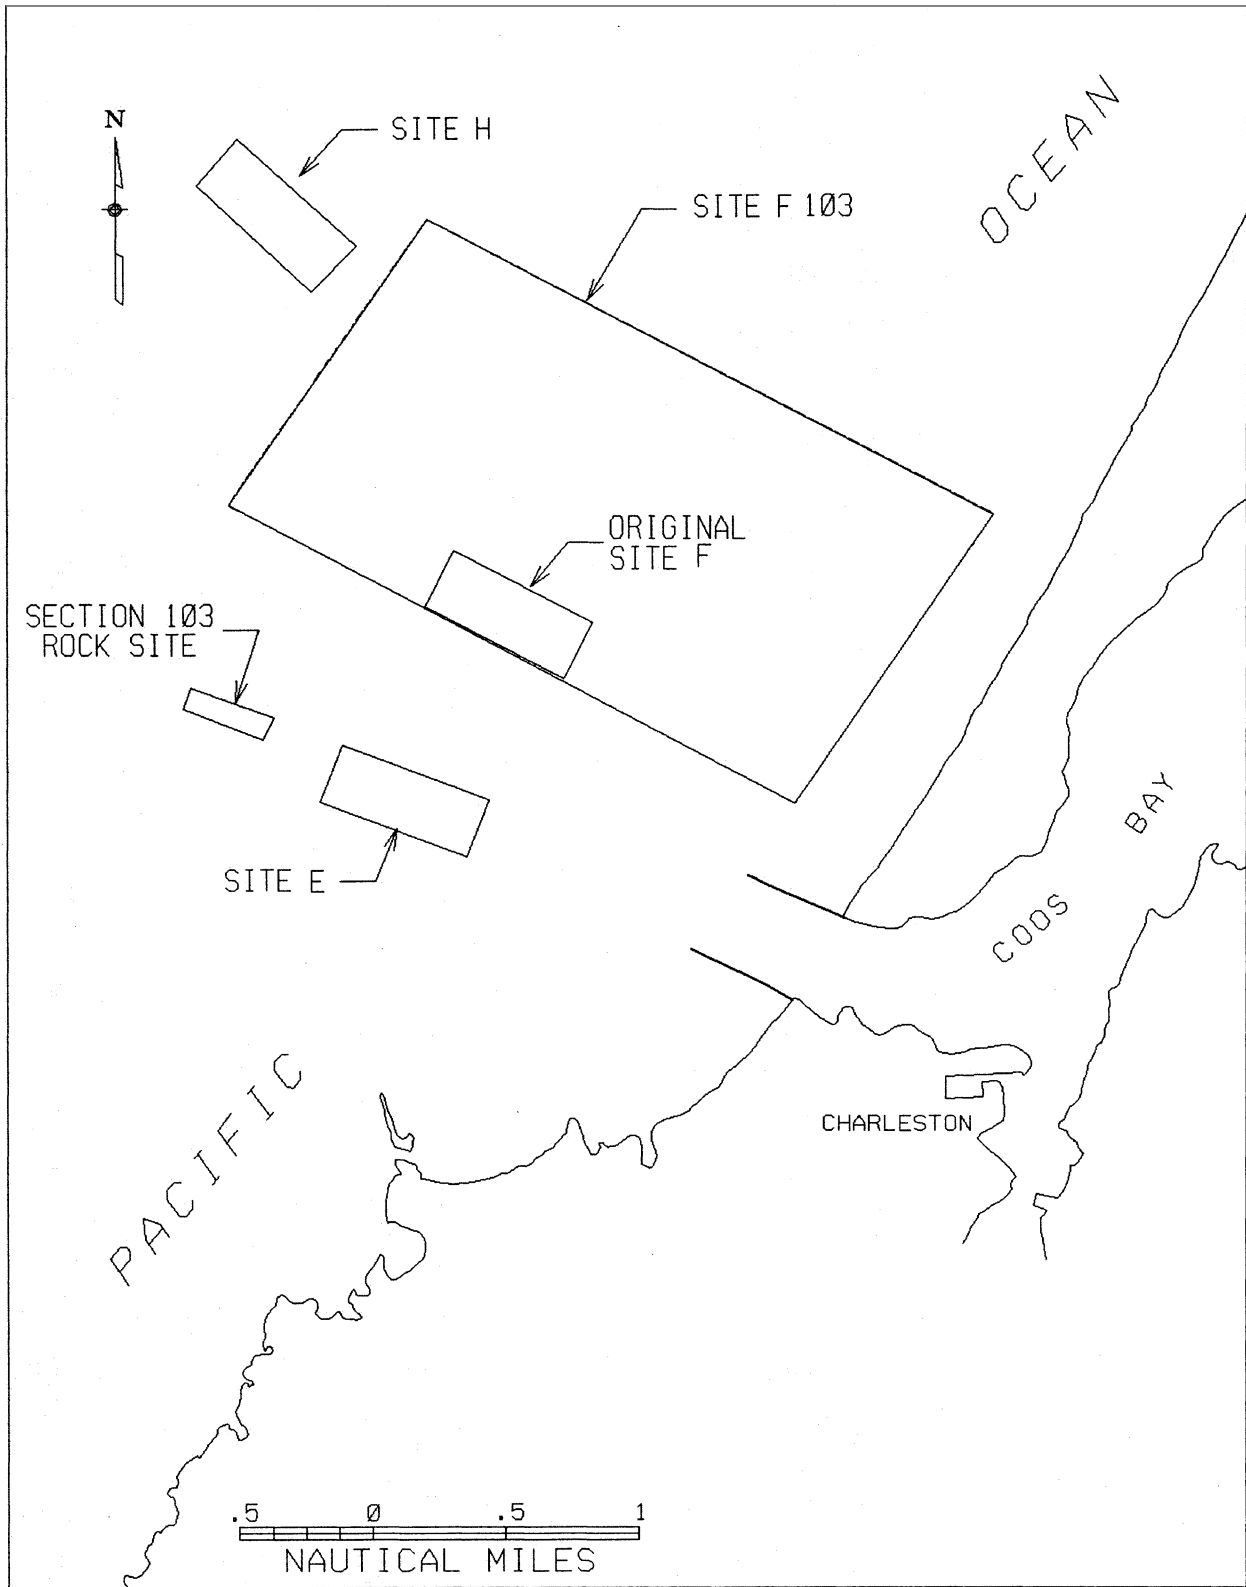 N
SITE H
SITE F 103
OCEAN
ORIGINAL
SITE F
SECTION 103
ROCK SITE
SITE E
BAY
COOS
CHARLESTON
PACIFIC
.5 0 .5 1
NAUTICAL MILES